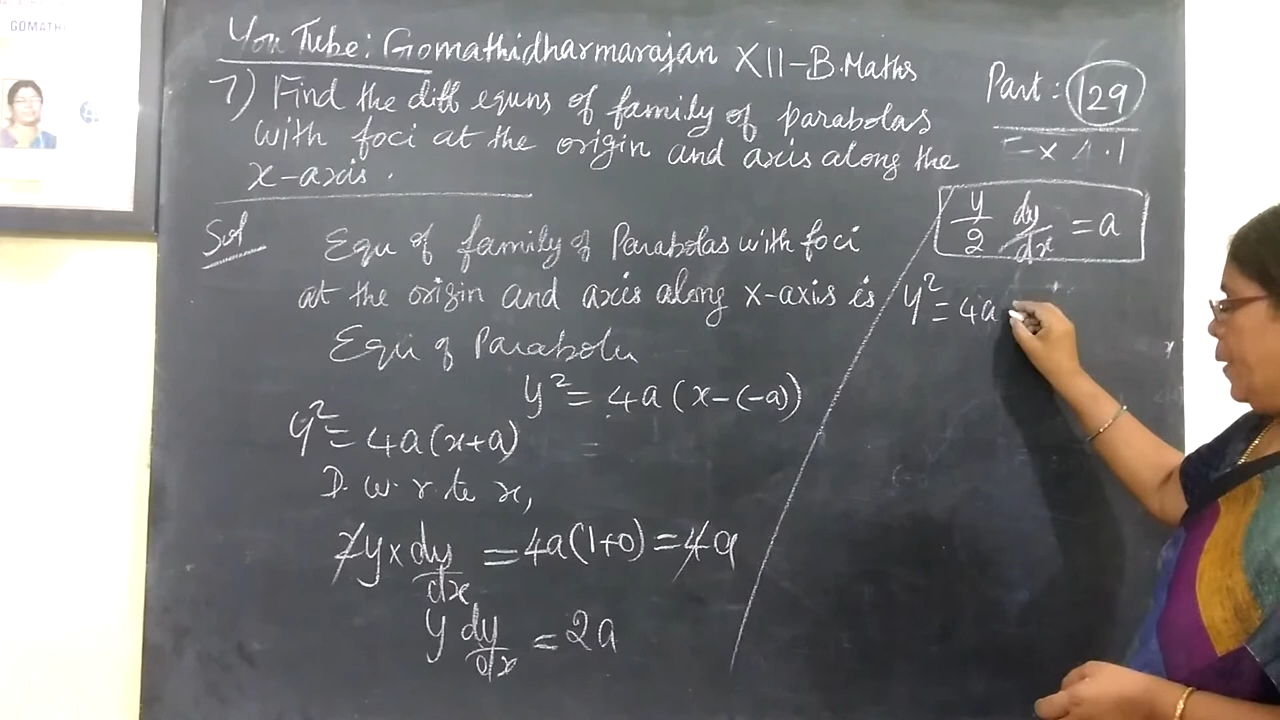 GOMATHI
You Tube: Gomathidharmarajan XII-B.Maths
Part: 129
7) Find the diff equns of family of parabolas
with foci at the origin and axis along the
x-axis.
Ex 4.1
Sol
Equ of family of Parabolas with foci
at the origin and axis along x-axis is
Equ of Parabola
y² = 4a(x-(-a))
y² = 4a(x+a)
D. w. r. to x,
2y x dy/dx = 4a(1+0) = 4a
y dy/dx = 2a
y/2 dy/dx = a
y² = 4a